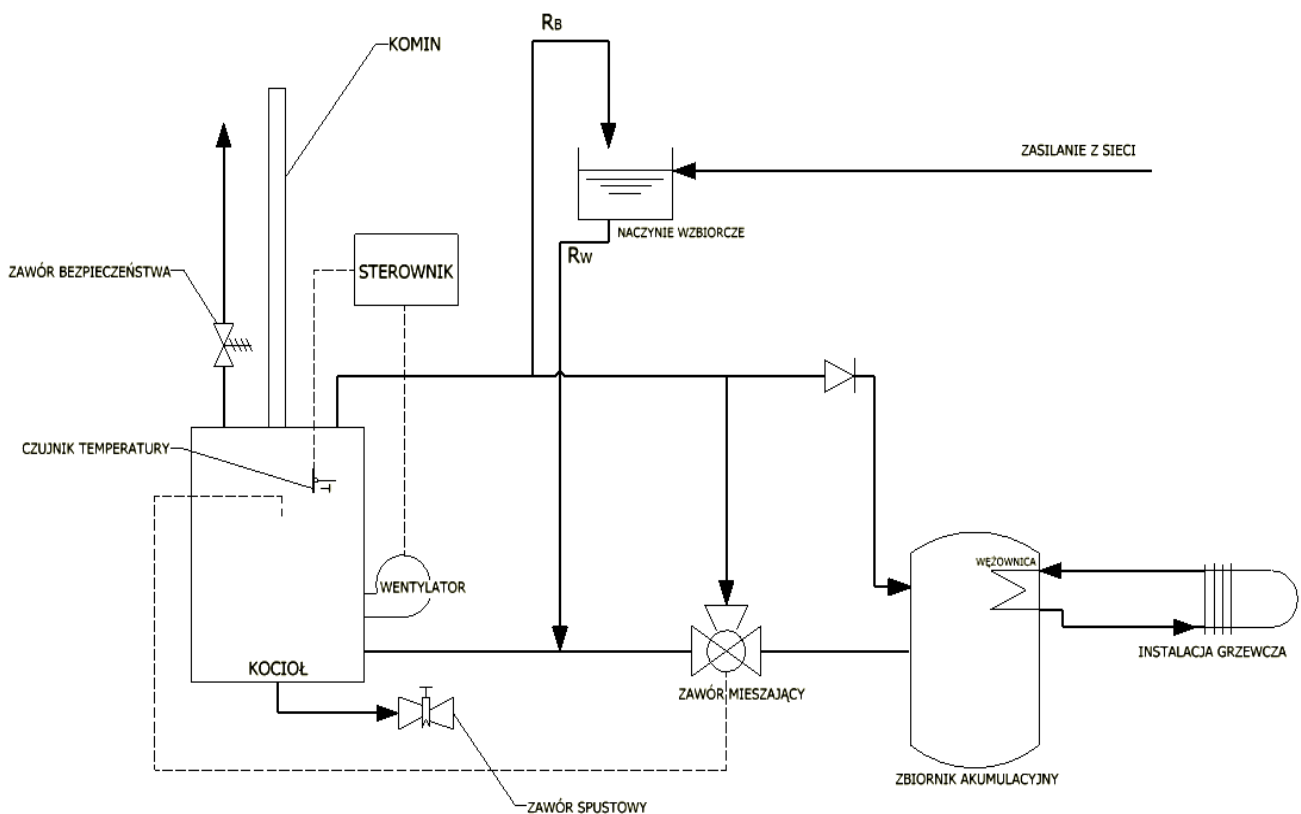 RB
KOMIN
ZASILANIE Z SIECI
NACZYNIE WZBIORCZE
RW
ZAWÓR BEZPIECZEŃSTWA
STEROWNIK
CZUJNIK TEMPERATURY
T
WĘŻOWNICA
WENTYLATOR
INSTALACJA GRZEWCZA
KOCIOŁ
ZAWÓR MIESZAJĄCY
ZBIORNIK AKUMULACYJNY
ZAWÓR SPUSTOWY